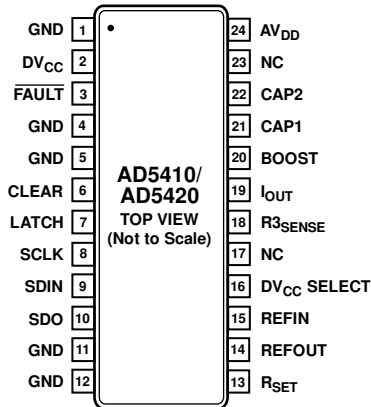 GND 1
DVCC 2
FAULT 3
GND 4
GND 5
CLEAR 6
LATCH 7
SCLK 8
SDIN 9
SDO 10
GND 11
GND 12
AD5410/
AD5420
TOP VIEW
(Not to Scale)
24 AVDD
23 NC
22 CAP2
21 CAP1
20 BOOST
19 IOUT
18 R3SENSE
17 NC
16 DVCC SELECT
15 REFIN
14 REFOUT
13 RSET